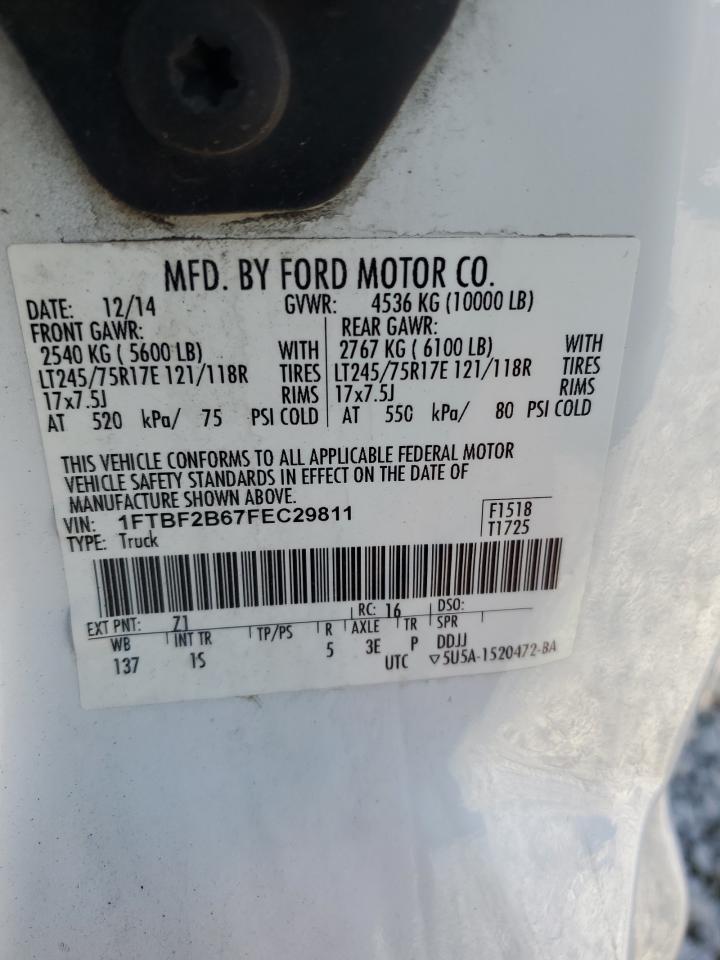 MFD. BY FORD MOTOR CO.
DATE: 12/14 GVWR: 4536 KG (10000 LB)
FRONT GAWR: REAR GAWR:
2540 KG ( 5600 LB) WITH 2767 KG ( 6100 LB) WITH
LT245/75R17E 121/118R TIRES LT245/75R17E 121/118R TIRES
17x7.5J RIMS 17x7.5J RIMS
AT 520 kPa/ 75 PSI COLD AT 550 kPa/ 80 PSI COLD
THIS VEHICLE CONFORMS TO ALL APPLICABLE FEDERAL MOTOR
VEHICLE SAFETY STANDARDS IN EFFECT ON THE DATE OF
MANUFACTURE SHOWN ABOVE.
VIN: 1FTBF2B67FEC29811 F1518
TYPE: Truck T1725
EXT PNT: Z1 RC: 16 DSO:
WB INT TR TP/PS R AXLE TR SPR
137 1S 5 3E P DDJJ
UTC ▽5U5A-1520472-BA